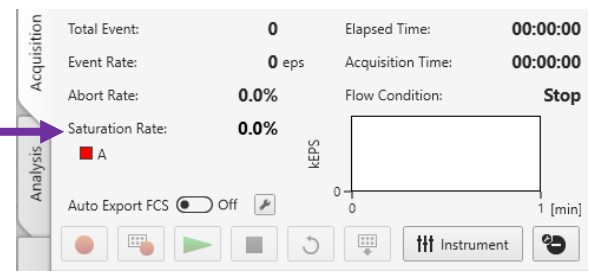 Acquisition
Analysis
Total Event: 0
Event Rate: 0 eps
Abort Rate: 0.0%
Saturation Rate: 0.0%
A
Auto Export FCS Off
Elapsed Time: 00:00:00
Acquisition Time: 00:00:00
Flow Condition: Stop
kEPS
0
0 1 [min]
Instrument